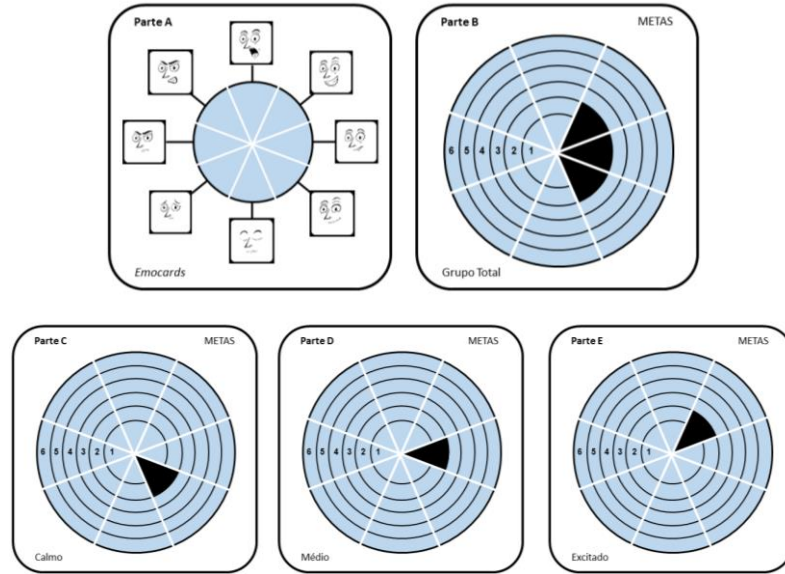 Parte A
Emocards
Parte B METAS
6 5 4 3 2 1
Grupo Total
Parte C METAS
6 5 4 3 2 1
Calmo
Parte D METAS
6 5 4 3 2 1
Médio
Parte E METAS
6 5 4 3 2 1
Excitado